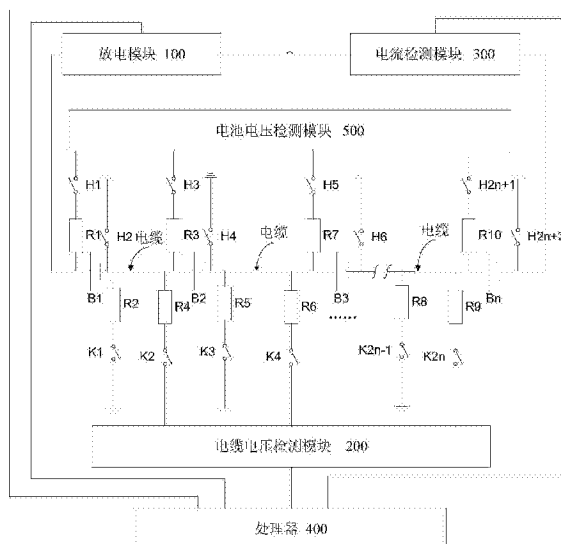 放电模块 100
电流检测模块 300
电池电压检测模块 500
H1
H3
H5
H2n+1
R1
H2
电缆
R3
H4
电缆
R7
H6
电缆
R10
H2n+2
B1
R2
R4
B2
R5
R6
B3
R8
R9
Bn
......
K1
K2
K3
K4
K2n-1
K2n
电缆电压检测模块 200
处理器 400